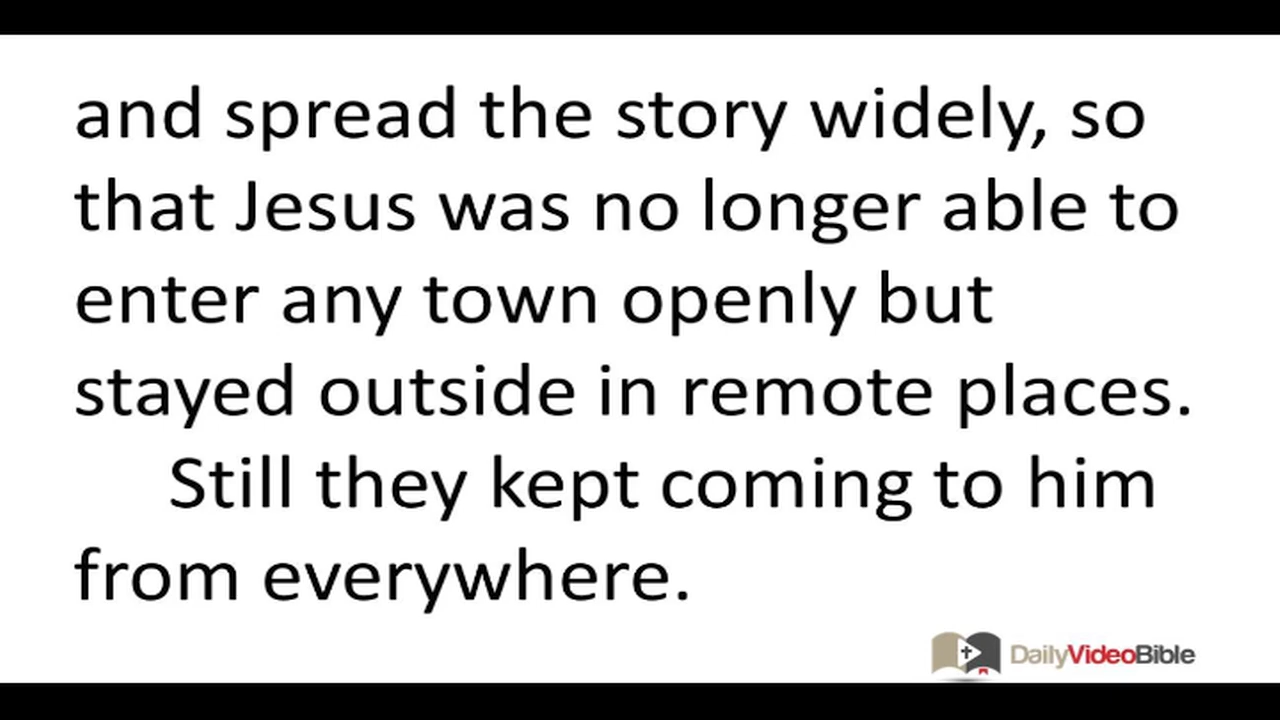 and spread the story widely, so
that Jesus was no longer able to
enter any town openly but
stayed outside in remote places.
Still they kept coming to him
from everywhere.
DailyVideoBible